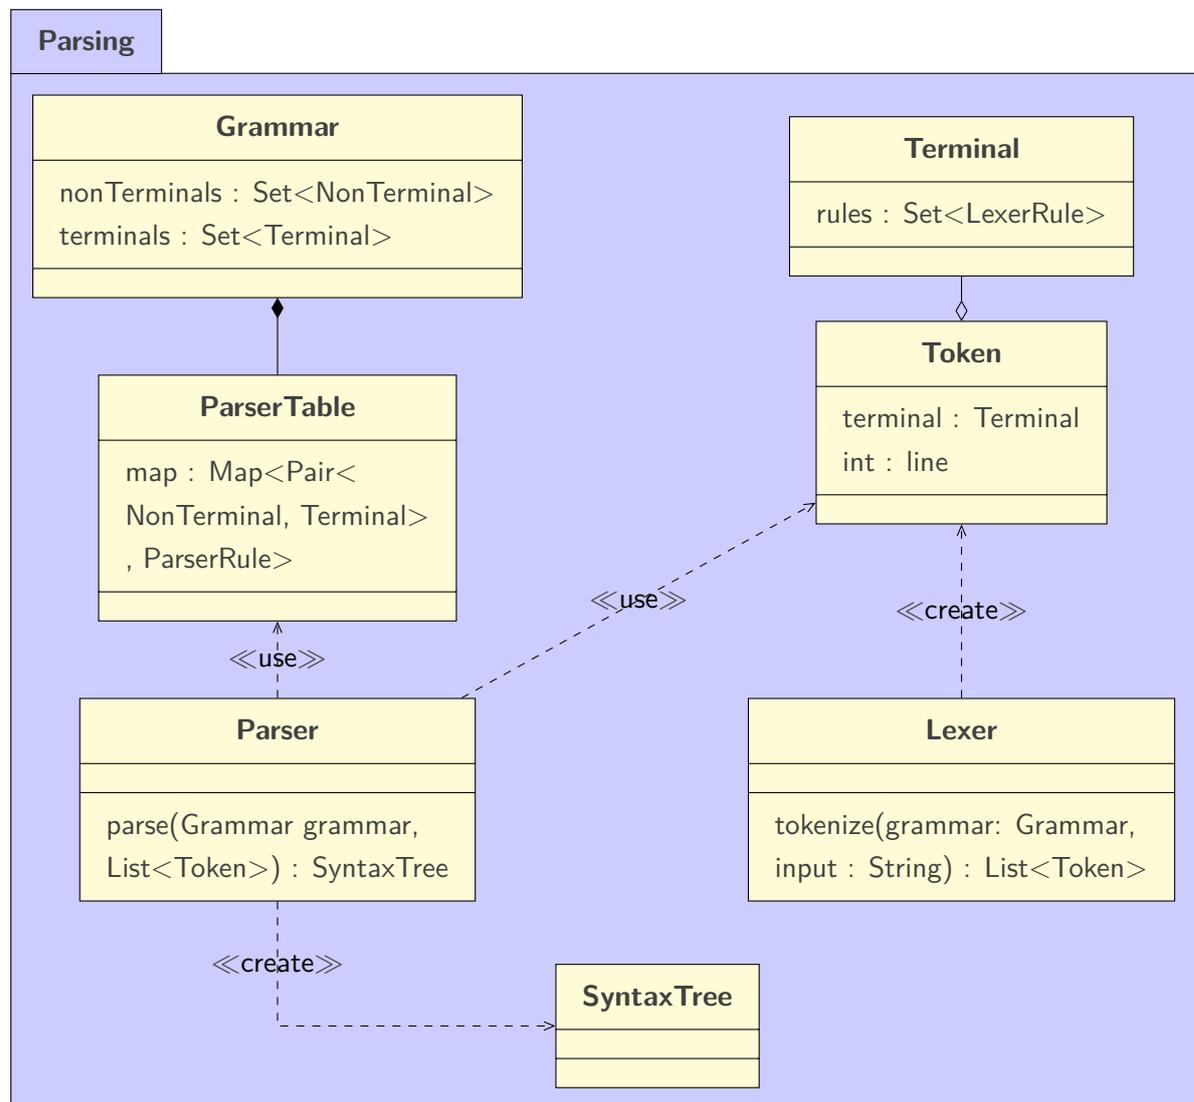 Parsing
Grammar
nonTerminals : Set<NonTerminal>
terminals : Set<Terminal>
Terminal
rules : Set<LexerRule>
ParserTable
map : Map<Pair<
NonTerminal, Terminal>
, ParserRule>
Token
terminal : Terminal
int : line
≪use≫
≪create≫
≪use≫
Parser
parse(Grammar grammar,
List<Token>) : SyntaxTree
Lexer
tokenize(grammar: Grammar,
input : String) : List<Token>
≪create≫
SyntaxTree